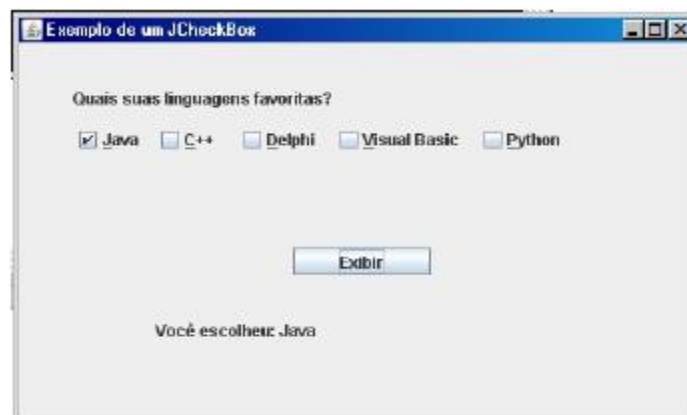 Exemplo de um JCheckBox
Quais suas linguagens favoritas?
Java C++ Delphi Visual Basic Python
Exibir
Você escolheu: Java